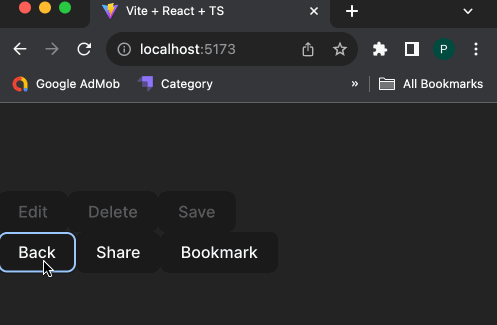 Vite + React + TS
localhost:5173
P
Google AdMob Category » All Bookmarks
Edit Delete Save
Back Share Bookmark